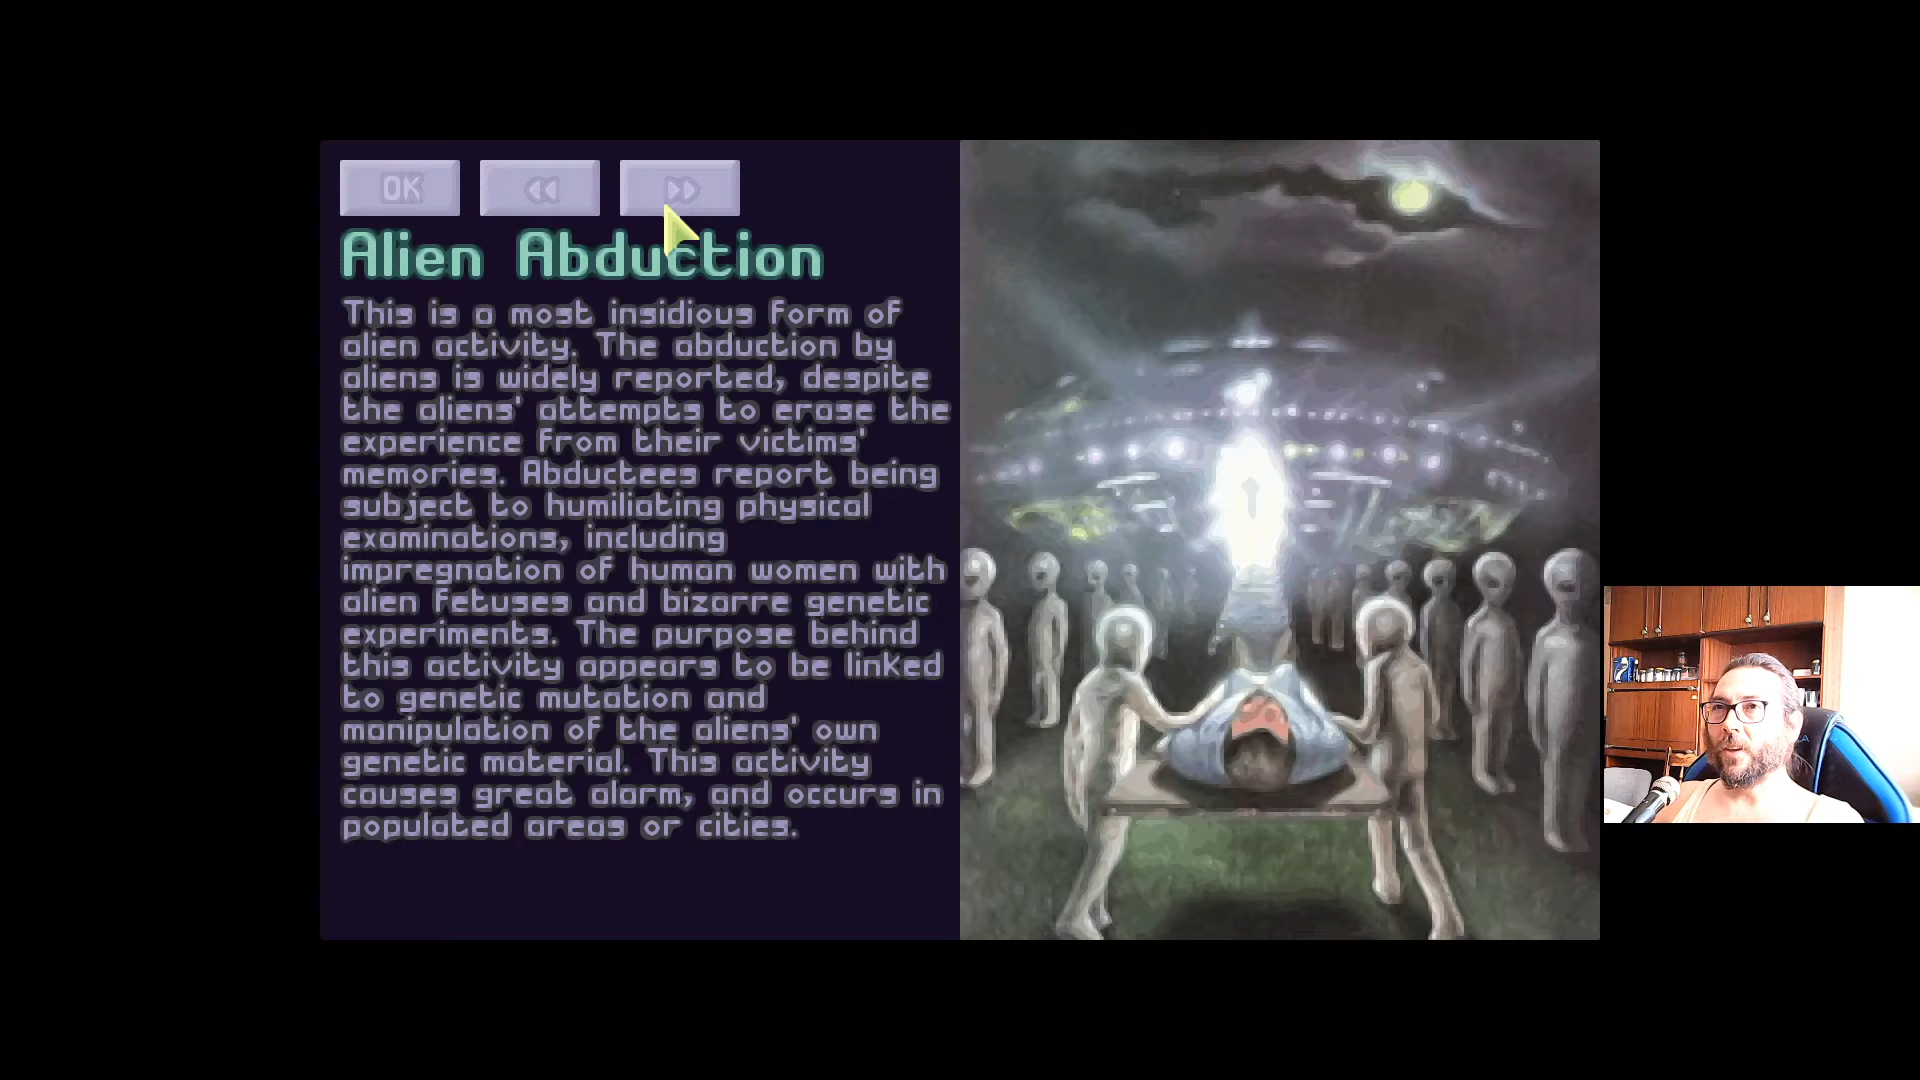 OK
Alien Abduction
This is a most insidious form of
alien activity. The abduction by
aliens is widely reported, despite
the aliens' attempts to erase the
experience from their victims'
memories. Abductees report being
subject to humiliating physical
examinations, including
impregnation of human women with
alien fetuses and bizarre genetic
experiments. The purpose behind
this activity appears to be linked
to genetic mutation and
manipulation of the aliens' own
genetic material. This activity
causes great alarm, and occurs in
populated areas or cities.